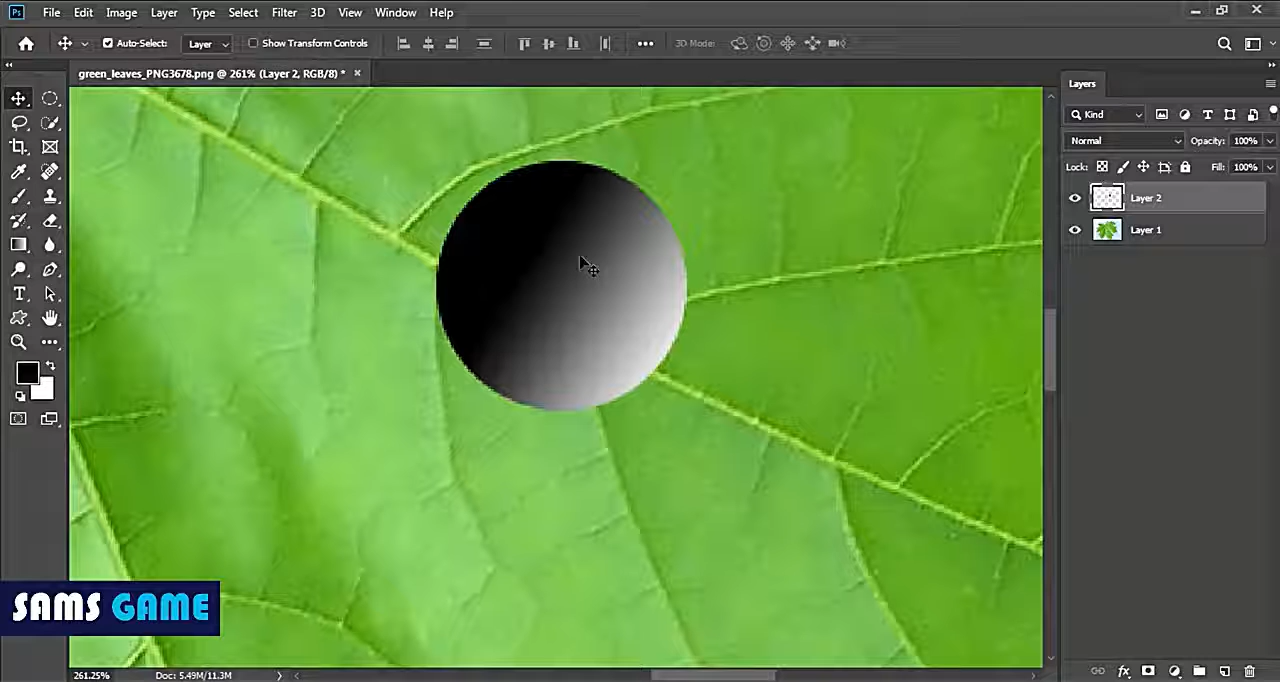 Ps File Edit Image Layer Type Select Filter 3D View Window Help
Auto-Select: Layer Show Transform Controls 3D Mode:
green_leaves_PNG3678.png @ 261% (Layer 2, RGB/8) *
Layers
Kind
Normal Opacity: 100%
Lock: Fill: 100%
Layer 2
Layer 1
SAMS GAME
261.25% Doc: 5.49M/11.3M